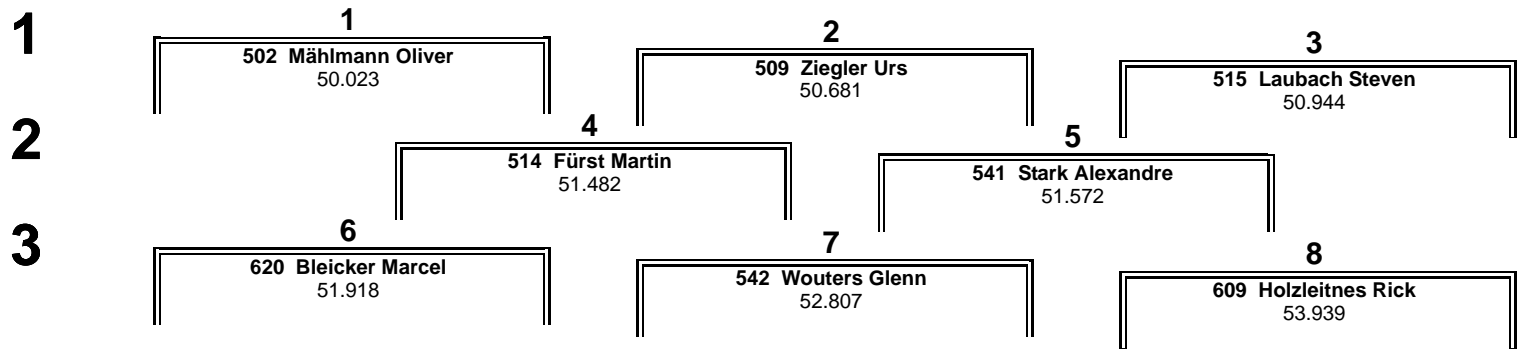 1
1
502 Mählmann Oliver
50.023
2
509 Ziegler Urs
50.681
3
515 Laubach Steven
50.944
2
4
514 Fürst Martin
51.482
5
541 Stark Alexandre
51.572
3
6
620 Bleicker Marcel
51.918
7
542 Wouters Glenn
52.807
8
609 Holzleitnes Rick
53.939